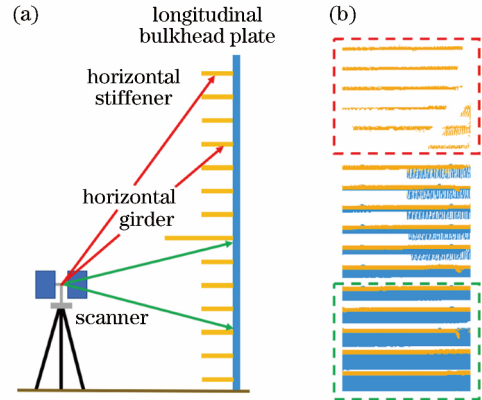 (a)
longitudinal
bulkhead plate
horizontal
stiffener
horizontal
girder
scanner
(b)